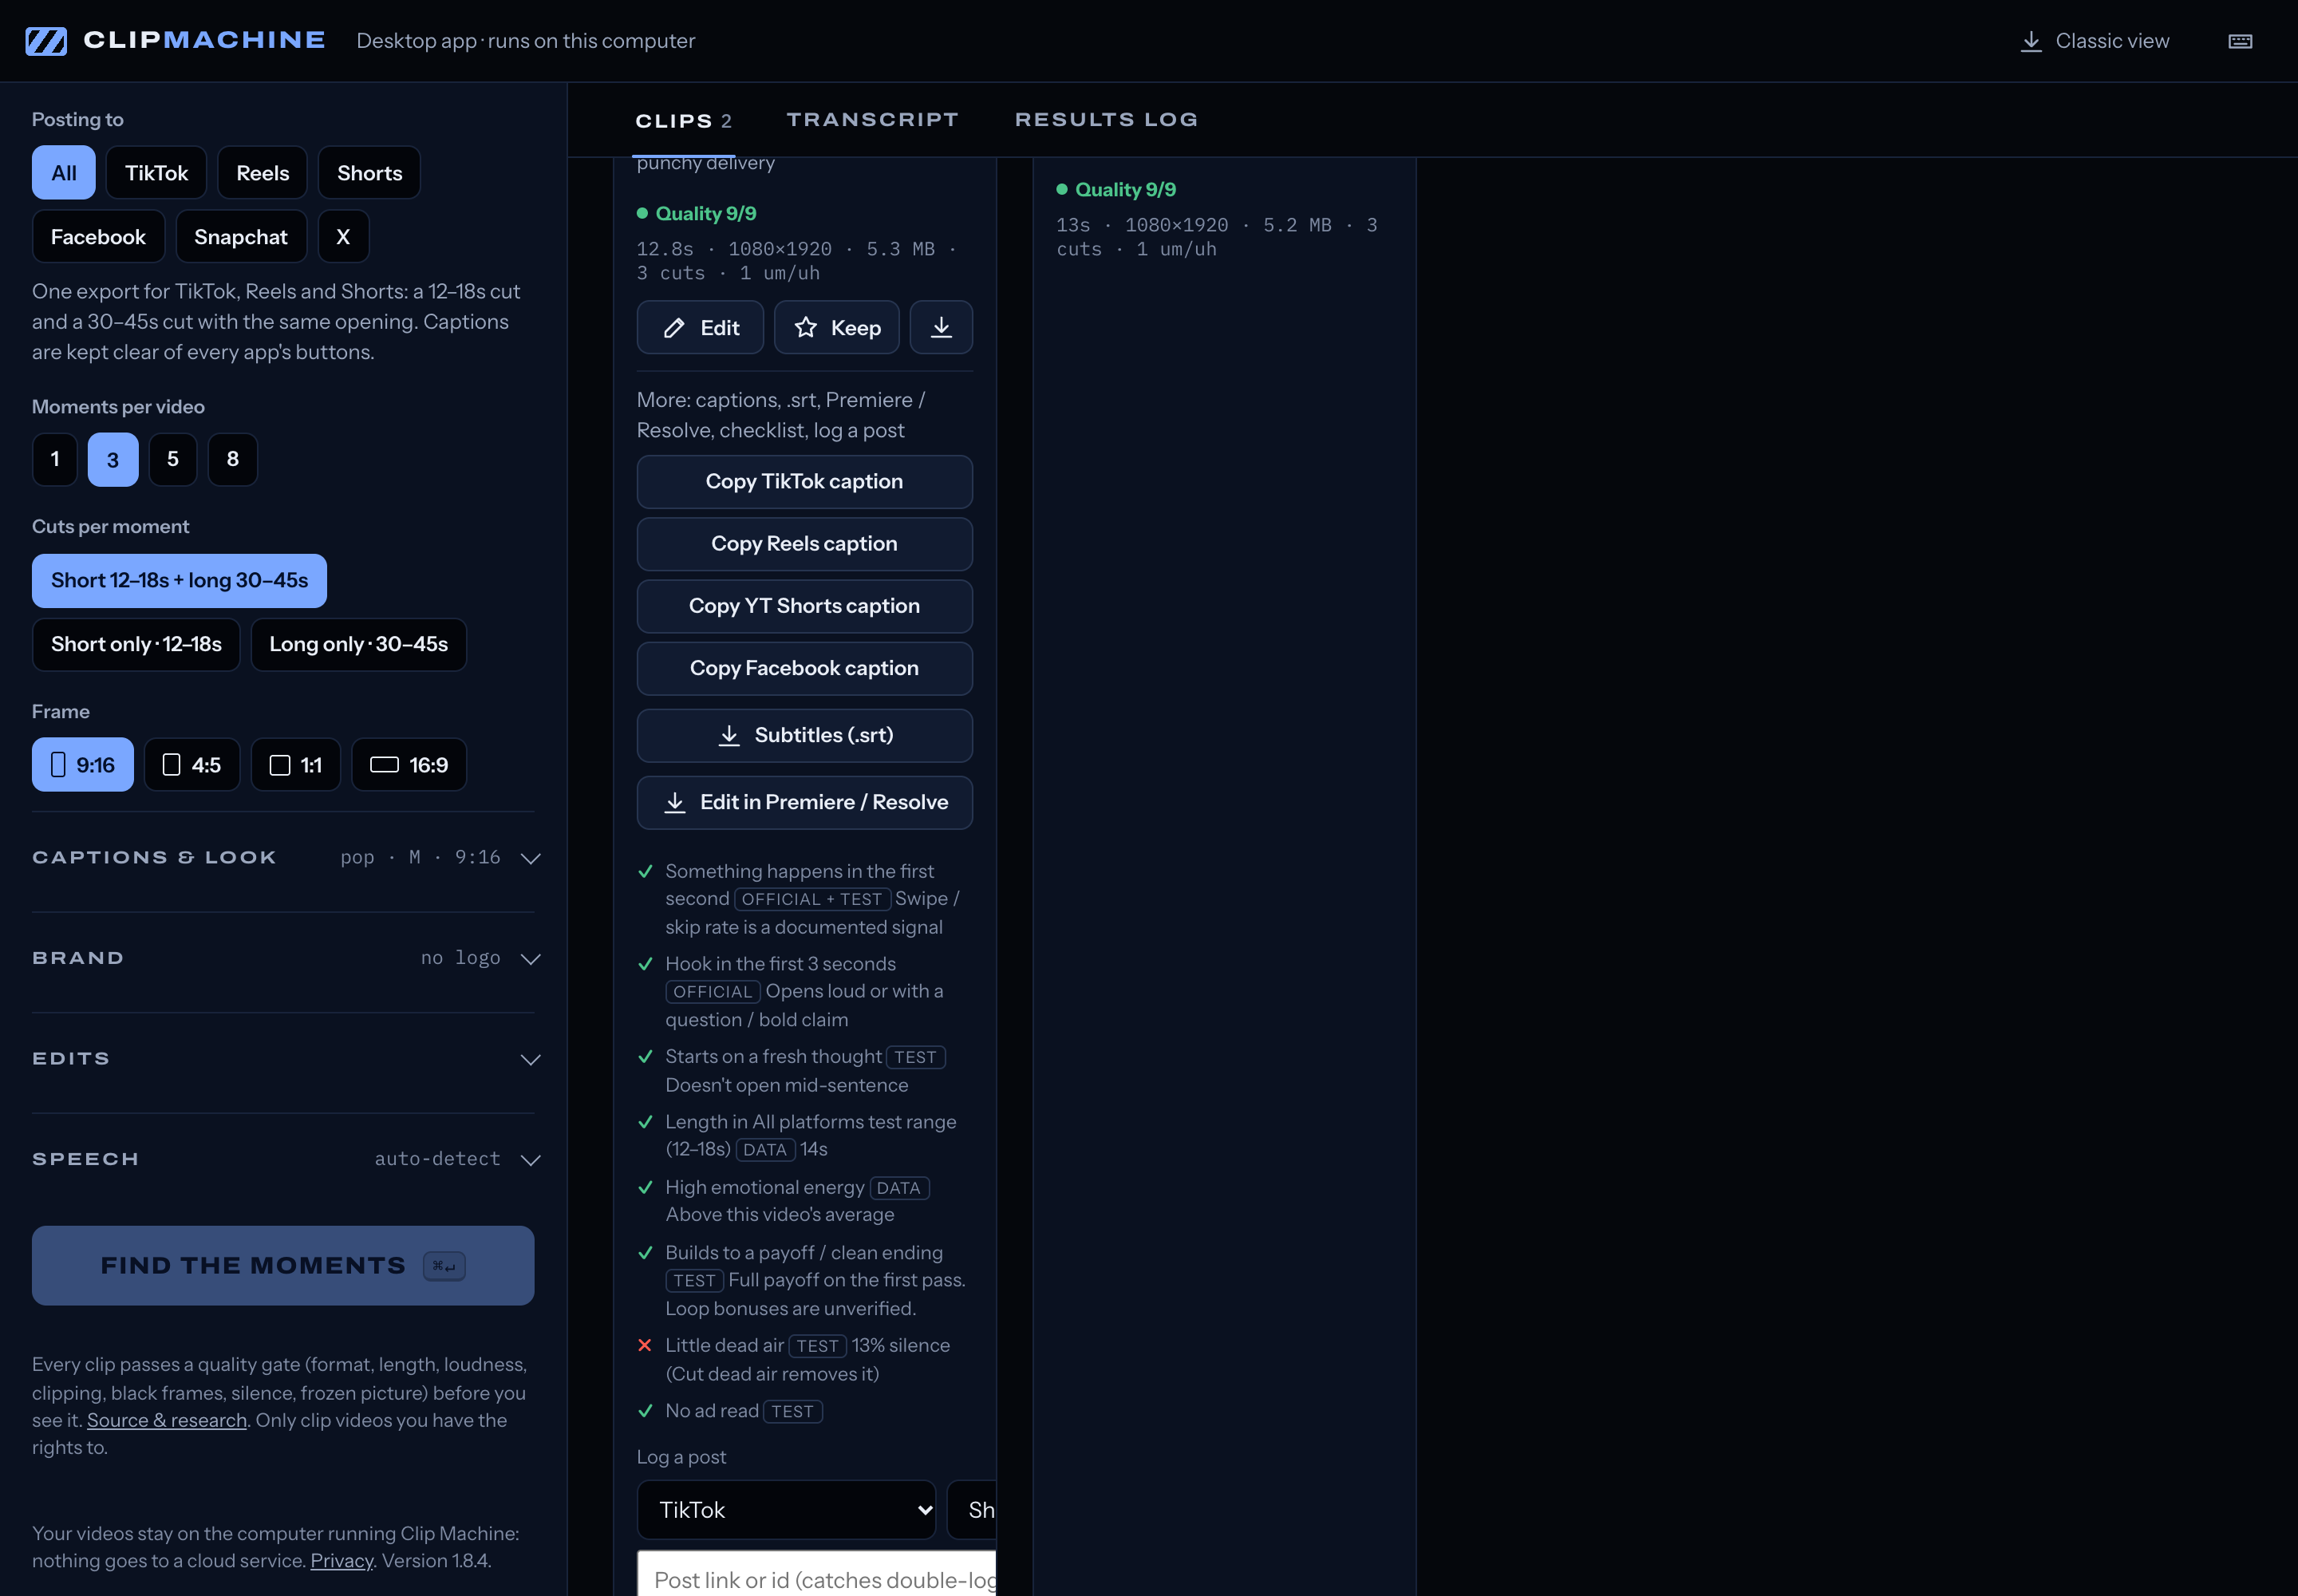 CLIPMACHINE
Desktop app · runs on this computer
Classic view
Posting to
All
TikTok
Reels
Shorts
Facebook
Snapchat
X
One export for TikTok, Reels and Shorts: a 12–18s cut
and a 30–45s cut with the same opening. Captions
are kept clear of every app's buttons.
Moments per video
1
3
5
8
Cuts per moment
Short 12–18s + long 30–45s
Short only · 12–18s
Long only · 30–45s
Frame
9:16
4:5
1:1
16:9
CAPTIONS & LOOK
pop · M · 9:16
BRAND
no logo
EDITS
SPEECH
auto-detect
FIND THE MOMENTS ⌘↵
Every clip passes a quality gate (format, length, loudness,
clipping, black frames, silence, frozen picture) before you
see it. Source & research. Only clip videos you have the
rights to.
Your videos stay on the computer running Clip Machine:
nothing goes to a cloud service. Privacy. Version 1.8.4.
CLIPS 2
TRANSCRIPT
RESULTS LOG
punchy delivery
Quality 9/9
12.8s · 1080×1920 · 5.3 MB ·
3 cuts · 1 um/uh
Edit
Keep
More: captions, .srt, Premiere /
Resolve, checklist, log a post
Copy TikTok caption
Copy Reels caption
Copy YT Shorts caption
Copy Facebook caption
Subtitles (.srt)
Edit in Premiere / Resolve
Something happens in the first
second OFFICIAL + TEST Swipe /
skip rate is a documented signal
Hook in the first 3 seconds
OFFICIAL Opens loud or with a
question / bold claim
Starts on a fresh thought TEST
Doesn't open mid-sentence
Length in All platforms test range
(12–18s) DATA 14s
High emotional energy DATA
Above this video's average
Builds to a payoff / clean ending
TEST Full payoff on the first pass.
Loop bonuses are unverified.
Little dead air TEST 13% silence
(Cut dead air removes it)
No ad read TEST
Log a post
TikTok
Sh
Post link or id (catches double-log
Quality 9/9
13s · 1080×1920 · 5.2 MB · 3
cuts · 1 um/uh